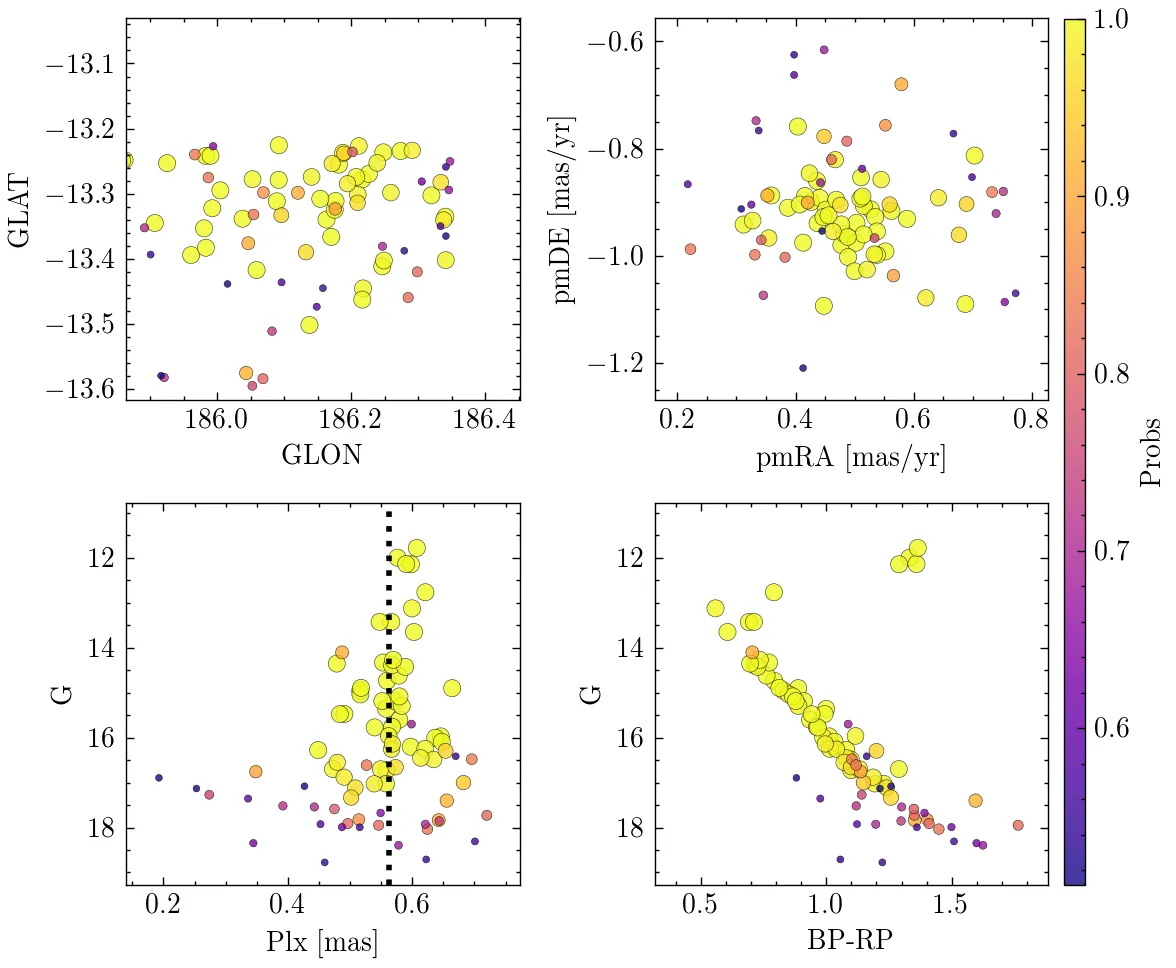 −13.1
−13.2
−13.3
−13.4
−13.5
−13.6
GLAT
186.0 186.2 186.4
GLON
−0.6
−0.8
−1.0
−1.2
pmDE [mas/yr]
0.2 0.4 0.6 0.8
pmRA [mas/yr]
12
14
16
18
G
0.2 0.4 0.6
Plx [mas]
12
14
16
18
G
0.5 1.0 1.5
BP-RP
1.0
0.9
0.8
0.7
0.6
Probs